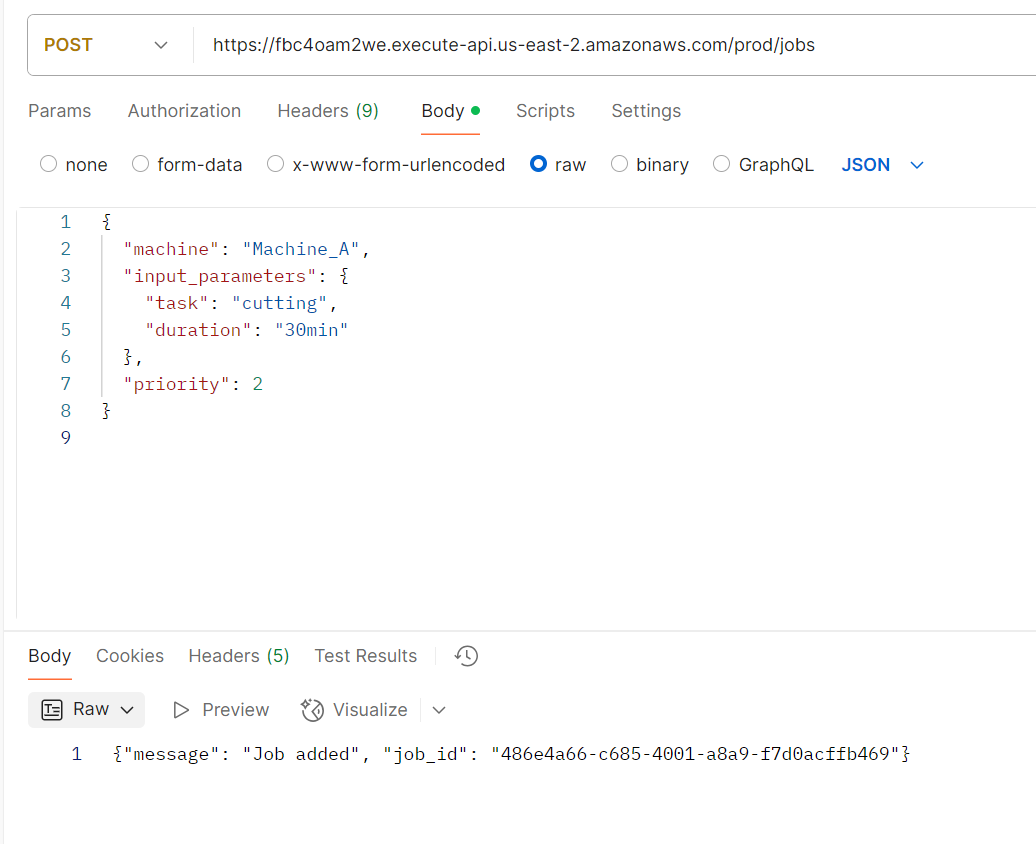 POST https://fbc4oam2we.execute-api.us-east-2.amazonaws.com/prod/jobs
Params Authorization Headers (9) Body Scripts Settings
none form-data x-www-form-urlencoded raw binary GraphQL JSON
1 {
2 "machine": "Machine_A",
3 "input_parameters": {
4 "task": "cutting",
5 "duration": "30min"
6 },
7 "priority": 2
8 }
9
Body Cookies Headers (5) Test Results
Raw Preview Visualize
1 {"message": "Job added", "job_id": "486e4a66-c685-4001-a8a9-f7d0acffb469"}